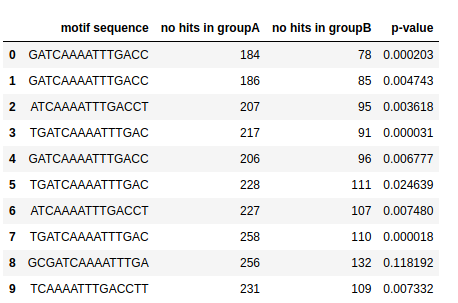 motif sequence no hits in groupA no hits in groupB p-value
0 GATCAAAATTTGACC 184 78 0.000203
1 GATCAAAATTTGACC 186 85 0.004743
2 ATCAAAATTTGACCT 207 95 0.003618
3 TGATCAAAATTTGAC 217 91 0.000031
4 GATCAAAATTTGACC 206 96 0.006777
5 TGATCAAAATTTGAC 228 111 0.024639
6 ATCAAAATTTGACCT 227 107 0.007480
7 TGATCAAAATTTGAC 258 110 0.000018
8 GCGATCAAAATTTGA 256 132 0.118192
9 TCAAAATTTGACCTT 231 109 0.007332